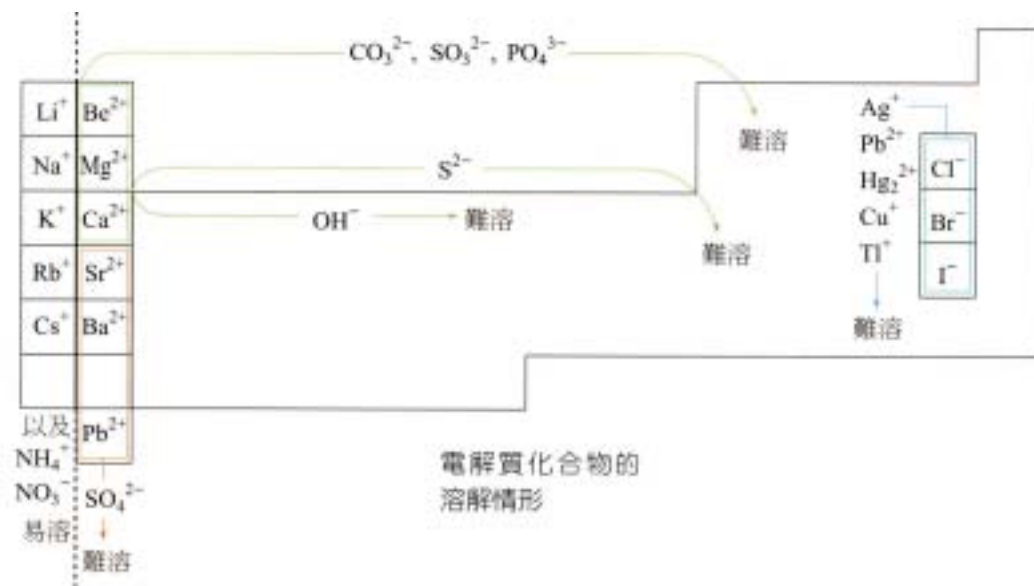 CO₃²⁻, SO₃²⁻, PO₄³⁻
難溶
Li⁺ Be²⁺
Na⁺ Mg²⁺
K⁺ Ca²⁺
Rb⁺ Sr²⁺
Cs⁺ Ba²⁺
Pb²⁺
S²⁻
難溶
OH⁻ 難溶
Ag⁺
Pb²⁺
Hg₂²⁺
Cu⁺
Tl⁺
難溶
Cl⁻
Br⁻
I⁻
以及
NH₄⁺
NO₃⁻
易溶
SO₄²⁻
難溶
電解質化合物的
溶解情形